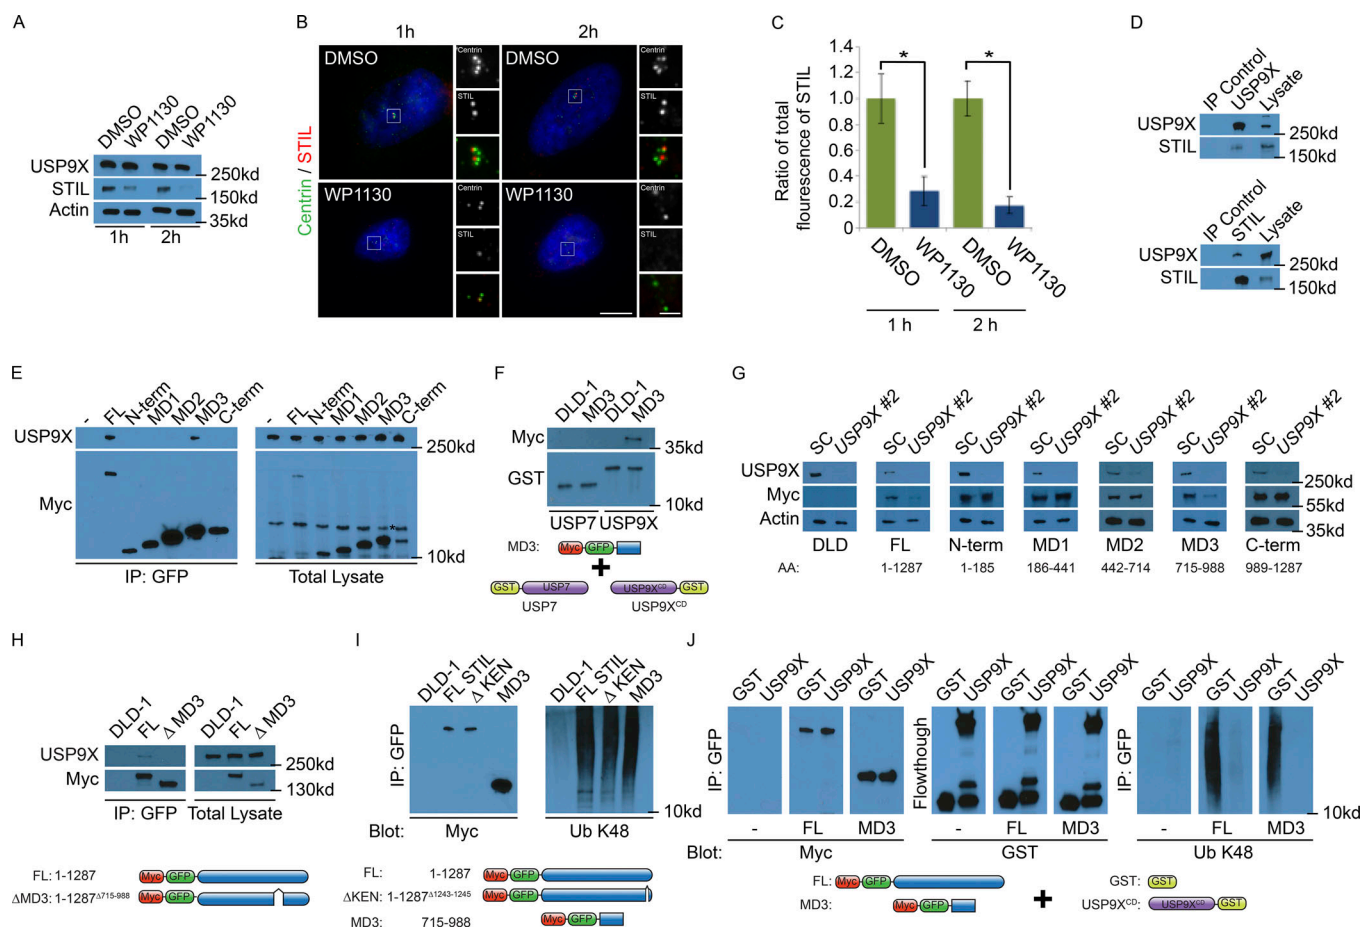 A
DMSO
WP1130
DMSO
WP1130
USP9X
250kd
STIL
150kd
Actin
35kd
1h
2h
B
1h
2h
Centrin / STIL
DMSO
Centrin
STIL
DMSO
Centrin
STIL
WP1130
Centrin
STIL
WP1130
Centrin
STIL
C
Ratio of total
flourescence of STIL
1.4
1.2
1.0
0.8
0.6
0.4
0.2
0
*
*
DMSO
WP1130
DMSO
WP1130
1 h
2 h
D
IP Control
USP9X
Lysate
USP9X
250kd
STIL
150kd
IP Control
STIL
Lysate
USP9X
250kd
STIL
150kd
E
-
FL
N-term
MD1
MD2
MD3
C-term
-
FL
N-term
MD1
MD2
MD3
C-term
USP9X
250kd
Myc
*
10kd
IP: GFP
Total Lysate
F
DLD-1
MD3
DLD-1
MD3
Myc
35kd
GST
10kd
USP7
USP9X
MD3:
Myc
GFP
+
GST
USP7
USP9X^CD
GST
USP7
USP9X^CD
G
SC
USP9X #2
SC
USP9X #2
SC
USP9X #2
SC
USP9X #2
SC
USP9X #2
SC
USP9X #2
SC
USP9X #2
USP9X
250kd
Myc
55kd
Actin
35kd
DLD
FL
N-term
MD1
MD2
MD3
C-term
AA:
1-1287
1-185
186-441
442-714
715-988
989-1287
H
DLD-1
FL
ΔMD3
DLD-1
FL
ΔMD3
USP9X
250kd
Myc
130kd
IP: GFP
Total Lysate
FL: 1-1287
Myc
GFP
ΔMD3: 1-1287^Δ715-988
Myc
GFP
I
DLD-1
FL STIL
Δ KEN
MD3
DLD-1
FL STIL
Δ KEN
MD3
IP: GFP
10kd
Blot:
Myc
Ub K48
FL:
1-1287
Myc
GFP
ΔKEN:
1-1287^Δ1243-1245
Myc
GFP
MD3:
715-988
Myc
GFP
J
GST
USP9X
GST
USP9X
GST
USP9X
GST
USP9X
GST
USP9X
GST
USP9X
GST
USP9X
GST
USP9X
GST
USP9X
IP: GFP
Flowthough
IP: GFP
10kd
-
FL
MD3
-
FL
MD3
-
FL
MD3
Blot:
Myc
GST
Ub K48
FL:
Myc
GFP
MD3:
Myc
GFP
+
GST:
GST
USP9X^CD:
USP9X^CD
GST